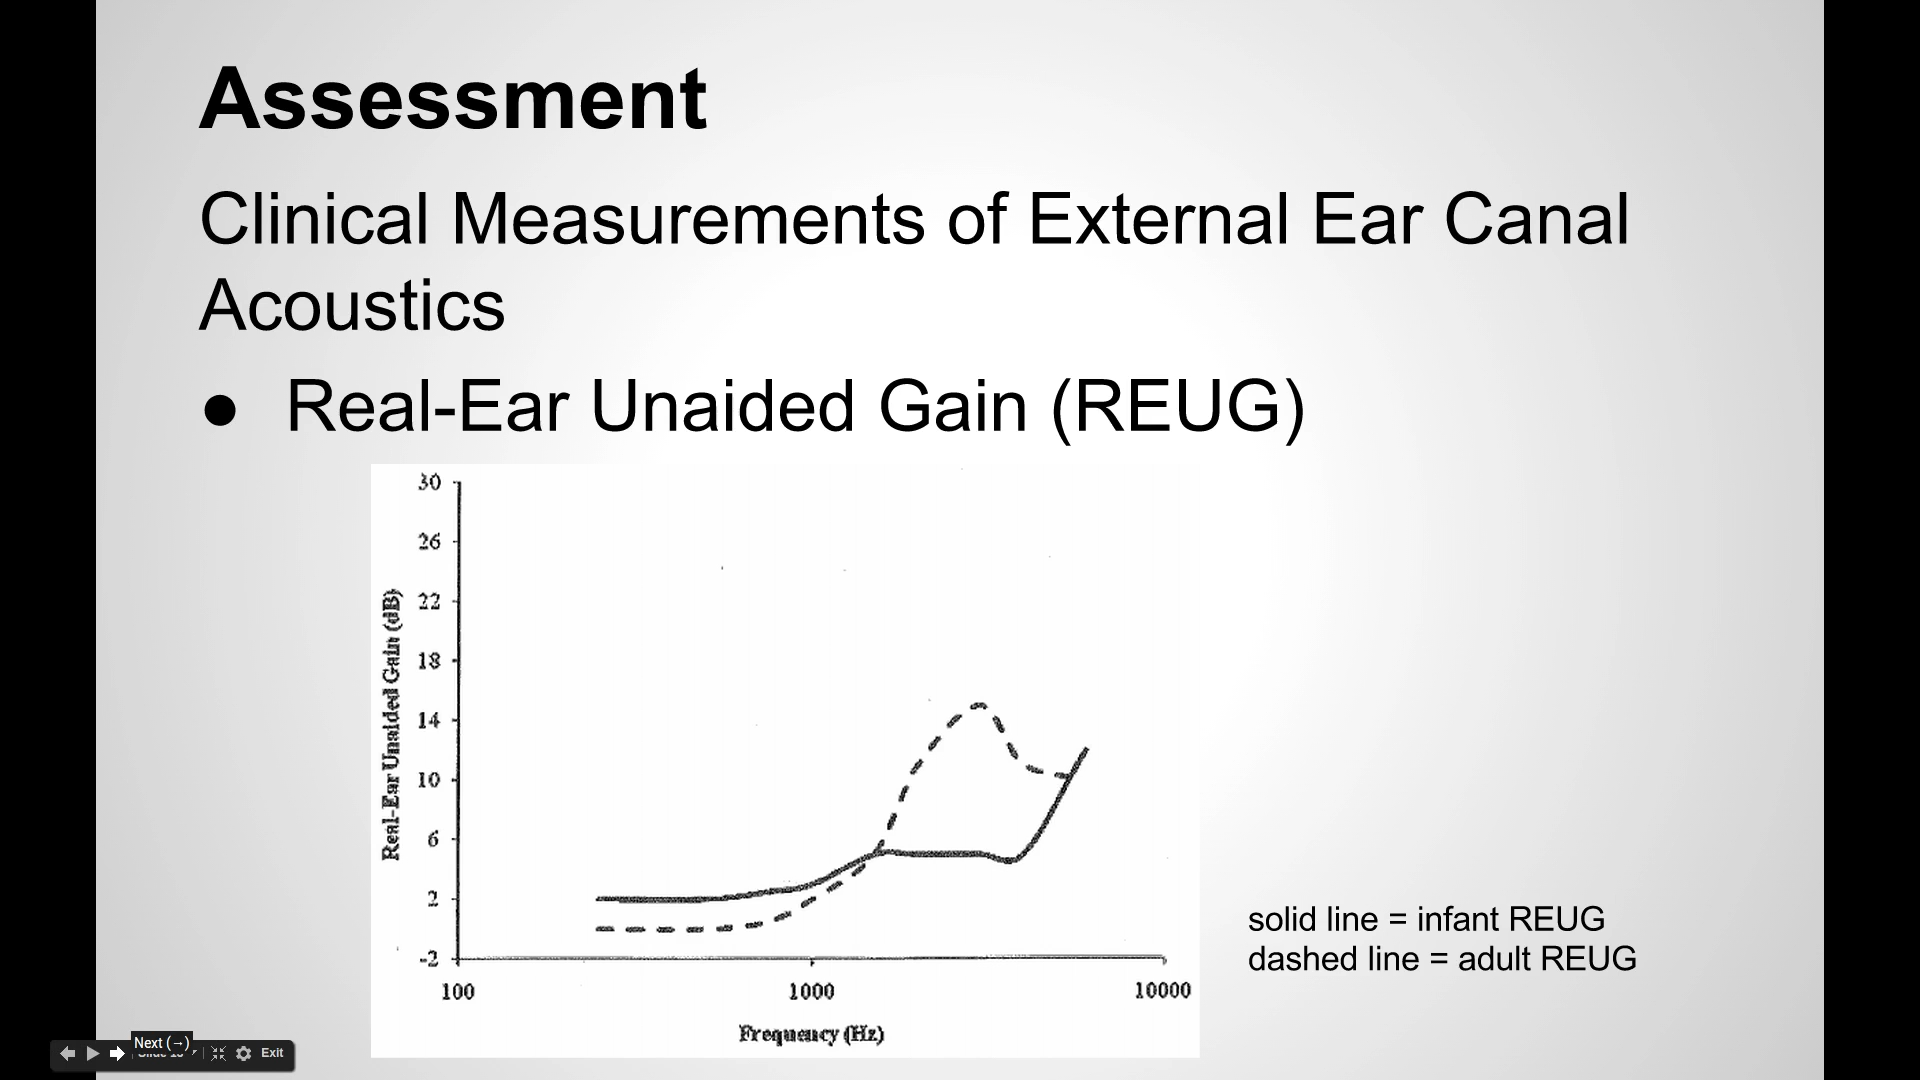 Assessment
Clinical Measurements of External Ear Canal
Acoustics
● Real-Ear Unaided Gain (REUG)
30
26
22
18
14
10
6
2
-2
Real-Ear Unaided Gain (dB)
100 1000 10000
Frequency (Hz)
solid line = infant REUG
dashed line = adult REUG
Next (→)
Exit